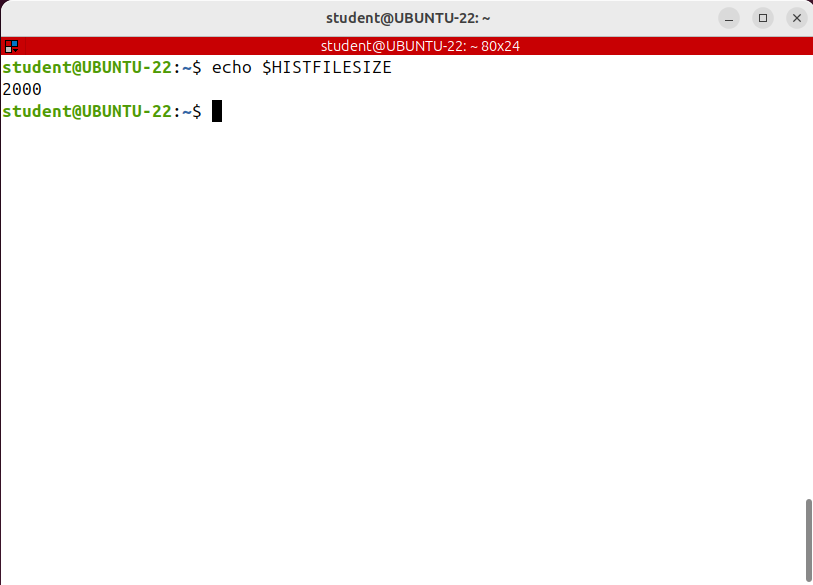 student@UBUNTU-22: ~
student@UBUNTU-22: ~ 80x24
student@UBUNTU-22:~$ echo $HISTFILESIZE
2000
student@UBUNTU-22:~$